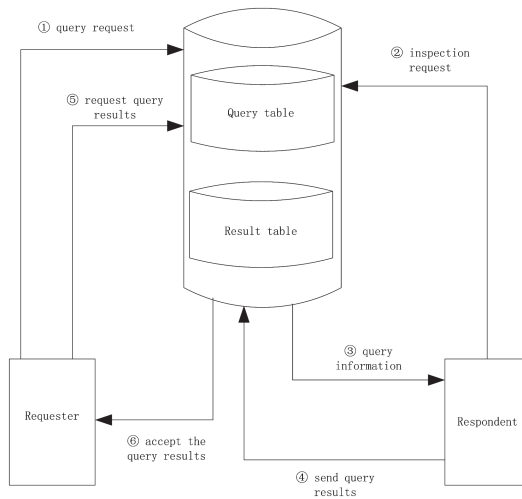 ① query request
② inspection
request
⑤ request query
results
Query table
Result table
③ query
information
Requester
Respondent
⑥ accept the
query results
④ send query
results